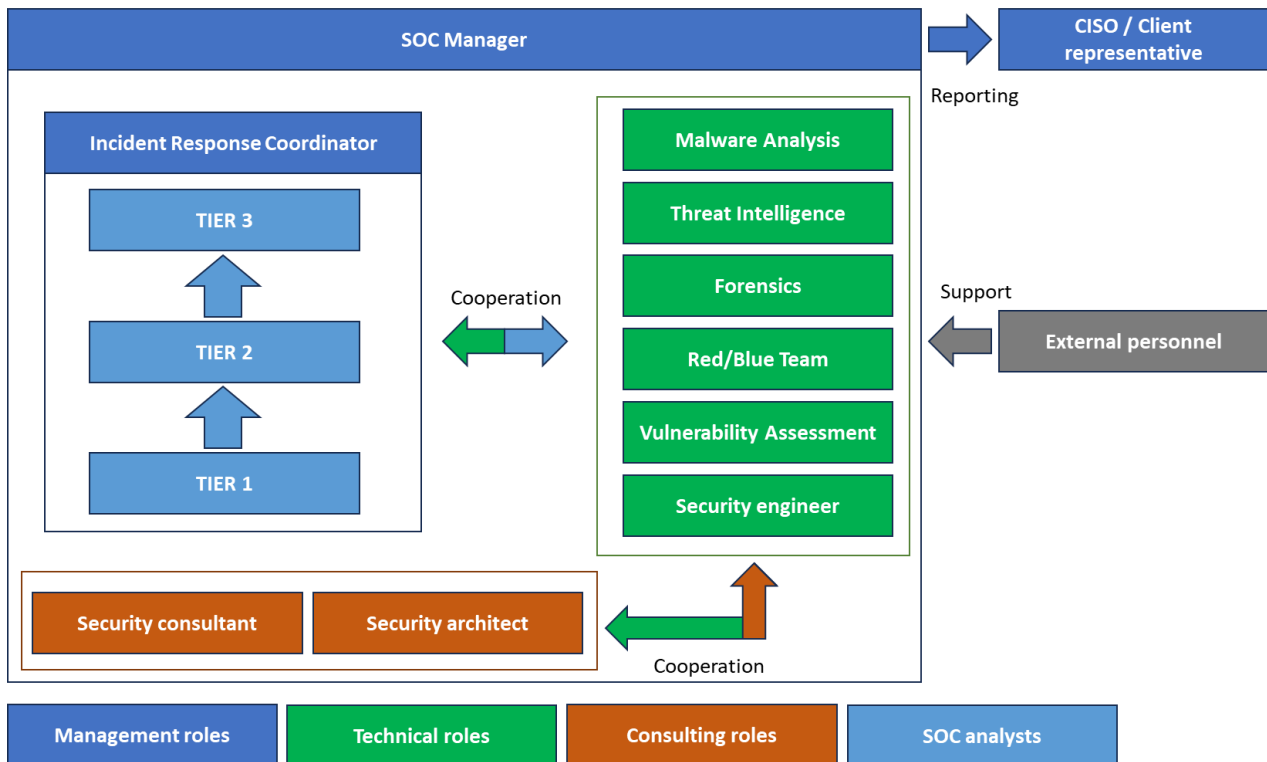 SOC Manager
CISO / Client
representative
Reporting
Incident Response Coordinator
TIER 3
TIER 2
TIER 1
Cooperation
Malware Analysis
Threat Intelligence
Forensics
Red/Blue Team
Vulnerability Assessment
Security engineer
Support
External personnel
Security consultant
Security architect
Cooperation
Management roles
Technical roles
Consulting roles
SOC analysts